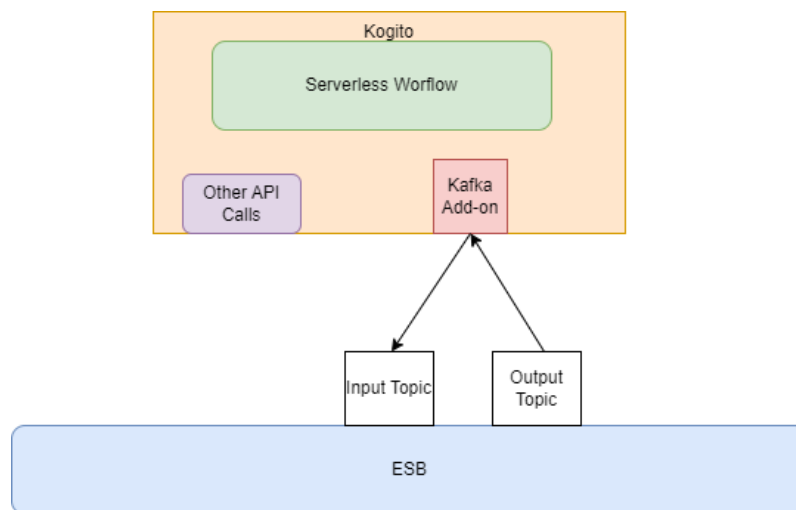 Kogito
Serverless Worflow
Other API
Calls
Kafka
Add-on
Input Topic
Output
Topic
ESB